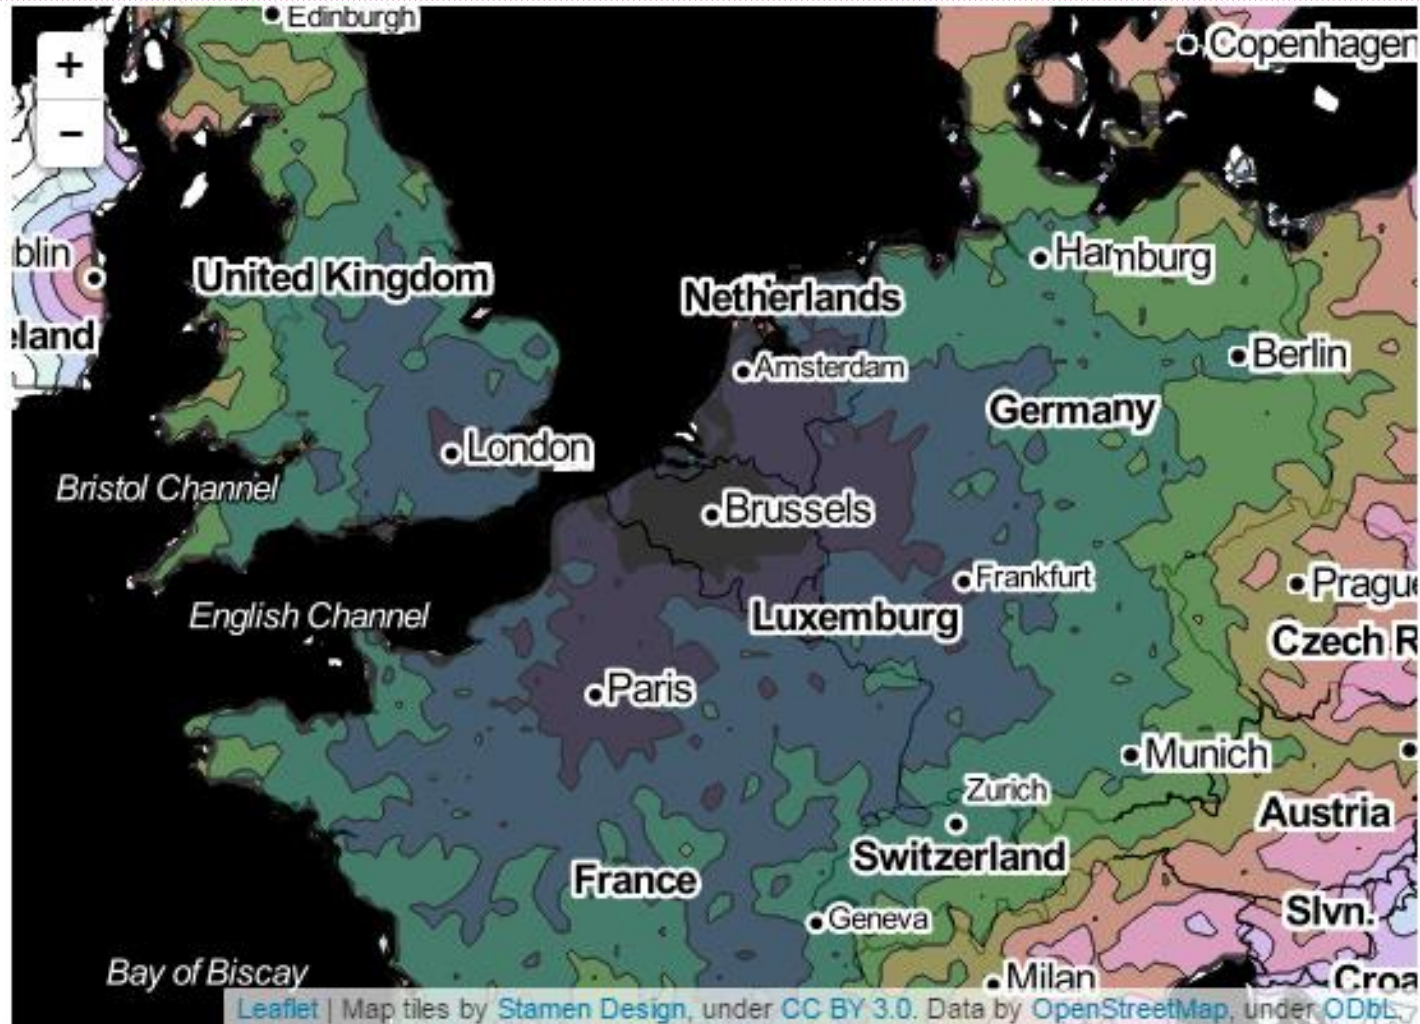 Edinburgh
Copenhagen
+
−
blin
United Kingdom
Hamburg
Netherlands
eland
Amsterdam
Berlin
Germany
London
Bristol Channel
Brussels
Frankfurt
Prague
English Channel
Luxemburg
Czech R
Paris
Munich
Zurich
Austria
Switzerland
France
Slvn.
Geneva
Bay of Biscay
Milan
Croa
Leaflet | Map tiles by Stamen Design, under CC BY 3.0. Data by OpenStreetMap, under ODbL.